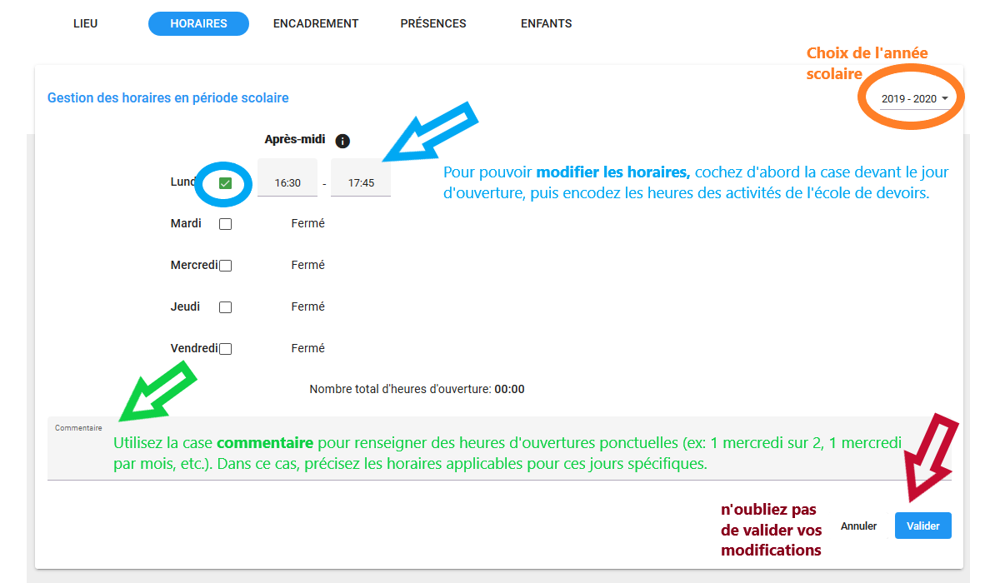 LIEU HORAIRES ENCADREMENT PRÉSENCES ENFANTS
Choix de l'année
scolaire
Gestion des horaires en période scolaire
2019 - 2020
Après-midi
Lund 16:30 - 17:45
Pour pouvoir modifier les horaires, cochez d'abord la case devant le jour
d'ouverture, puis encodez les heures des activités de l'école de devoirs.
Mardi Fermé
Mercredi Fermé
Jeudi Fermé
Vendredi Fermé
Nombre total d'heures d'ouverture: 00:00
Commentaire
Utilisez la case commentaire pour renseigner des heures d'ouvertures ponctuelles (ex: 1 mercredi sur 2, 1 mercredi
par mois, etc.). Dans ce cas, précisez les horaires applicables pour ces jours spécifiques.
n'oubliez pas
de valider vos
modifications
Annuler Valider